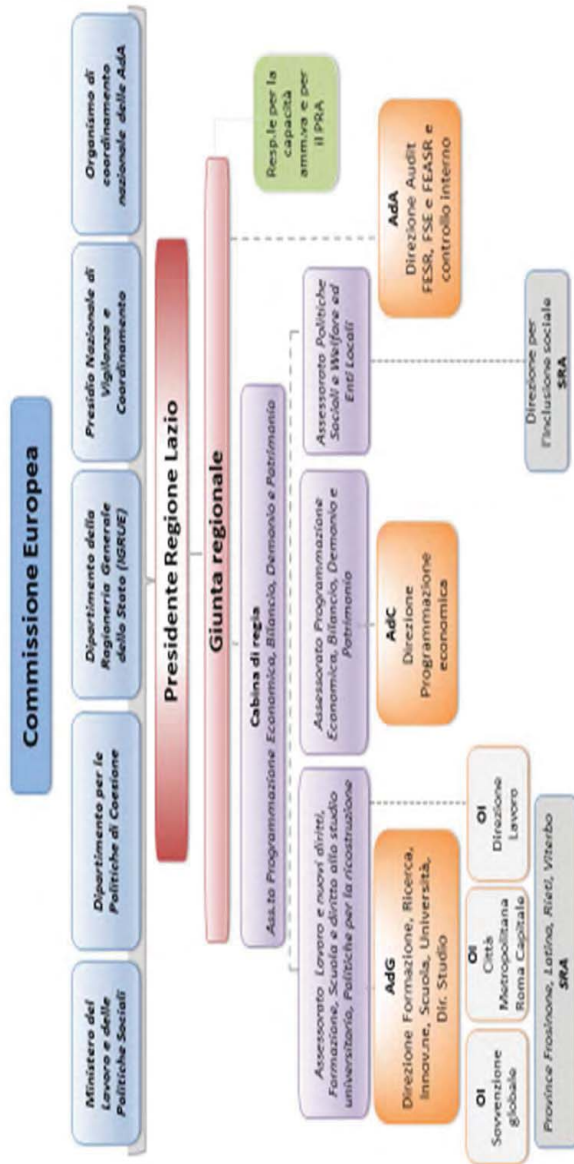 Commissione Europea
Ministero del
Lavoro e delle
Politiche Sociali
Dipartimento per le
Politiche di Coesione
Dipartimento della
Ragioneria Generale
dello Stato (IGRUE)
Presidio Nazionale di
Vigilanza e
Coordinamento
Organismo di
coordinamento
nazionale delle AdA
Presidente Regione Lazio
Giunta regionale
Resp.le per la
capacità
amm.va e per
il PRA
Cabina di regia
Ass.to Programmazione Economica, Bilancio, Demanio e Patrimonio
Assessorato Lavoro e nuovi diritti,
Formazione, Scuola e diritto allo studio
universitario, Politiche per la ricostruzione
Assessorato Programmazione
Economica, Bilancio, Demanio e
Patrimonio
Assessorato Politiche
Sociali e Welfare ed
Enti Locali
AdG
Direzione Formazione, Ricerca,
Innov.ne, Scuola, Università,
Dir. Studio
AdC
Direzione
Programmazione
economica
AdA
Direzione Audit
FESR, FSE e FEASR e
controllo interno
OI
Sovvenzione
globale
OI
Città
Metropolitana
Roma Capitale
OI
Direzione
Lavoro
Direzione per
l'Inclusione sociale
SRA
Province Frosinone, Latina, Rieti, Viterbo
SRA